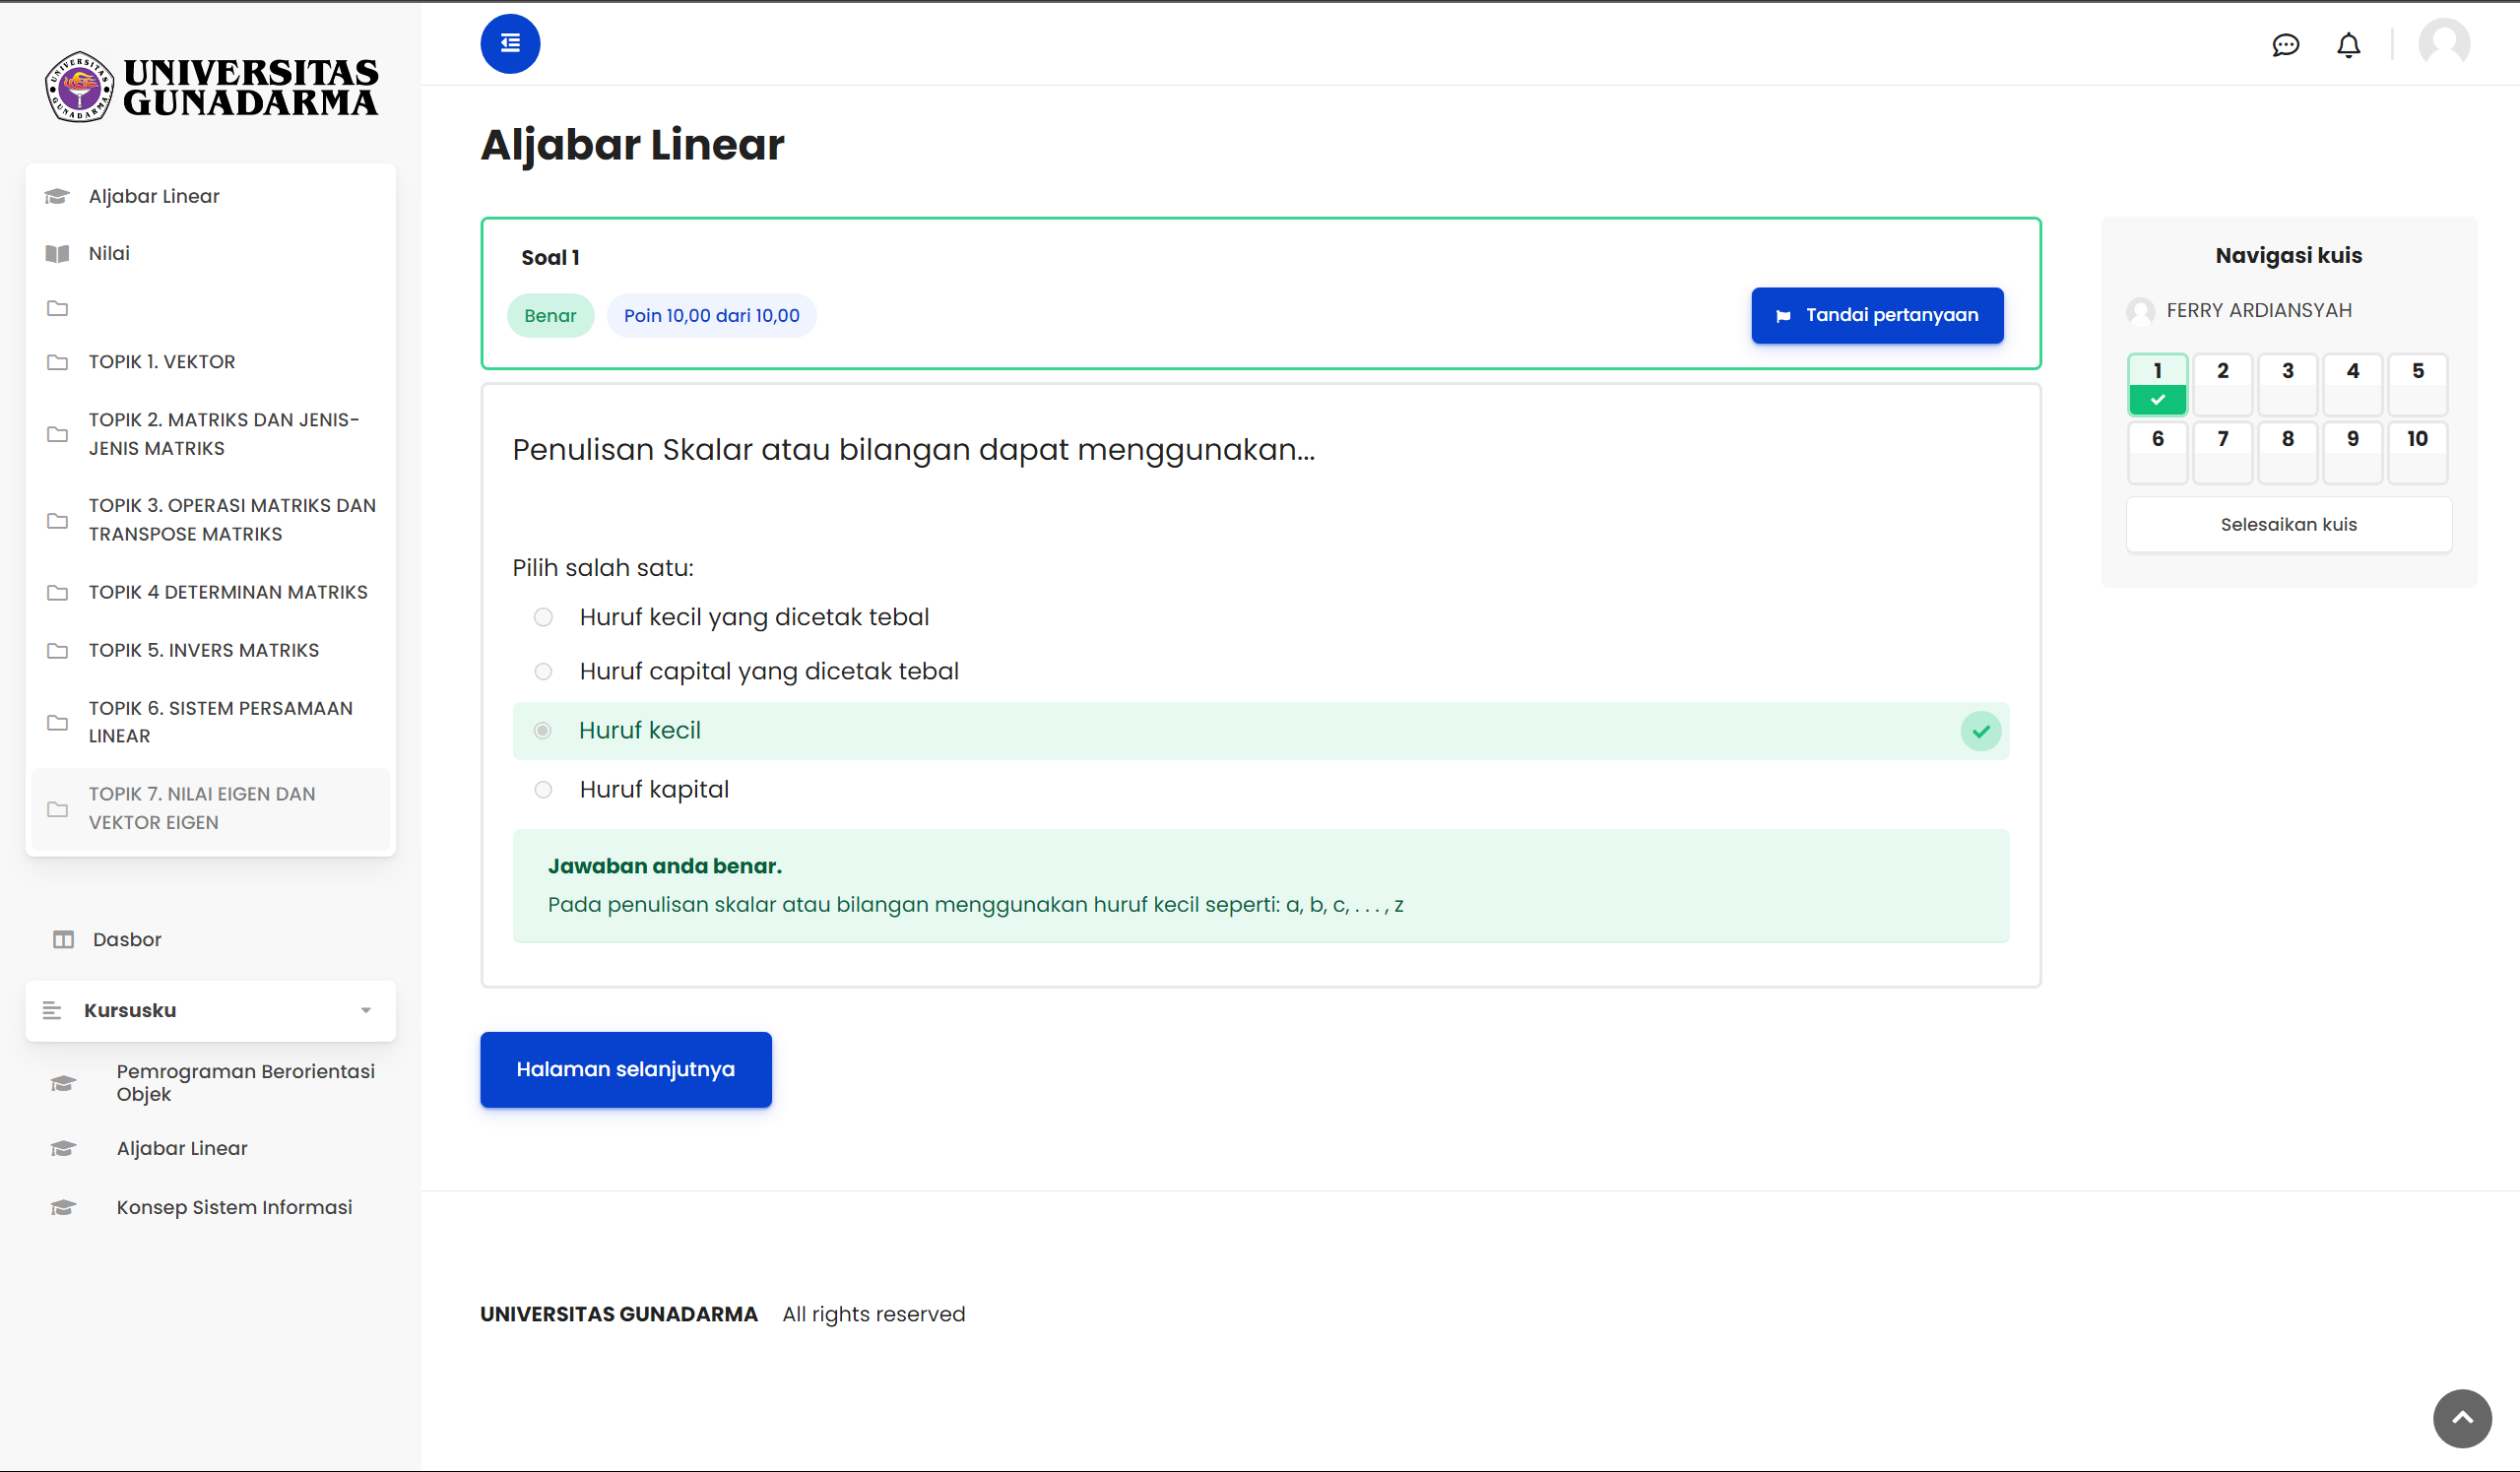 UNIVERSITAS
GUNADARMA
Aljabar Linear
Nilai
TOPIK 1. VEKTOR
TOPIK 2. MATRIKS DAN JENIS-
JENIS MATRIKS
TOPIK 3. OPERASI MATRIKS DAN
TRANSPOSE MATRIKS
TOPIK 4 DETERMINAN MATRIKS
TOPIK 5. INVERS MATRIKS
TOPIK 6. SISTEM PERSAMAAN
LINEAR
TOPIK 7. NILAI EIGEN DAN
VEKTOR EIGEN
Dasbor
Kursusku
Pemrograman Berorientasi
Objek
Aljabar Linear
Konsep Sistem Informasi
Aljabar Linear
Soal 1
Benar
Poin 10,00 dari 10,00
Tandai pertanyaan
Penulisan Skalar atau bilangan dapat menggunakan...
Pilih salah satu:
Huruf kecil yang dicetak tebal
Huruf capital yang dicetak tebal
Huruf kecil
Huruf kapital
Jawaban anda benar.
Pada penulisan skalar atau bilangan menggunakan huruf kecil seperti: a, b, c, . . . , z
Halaman selanjutnya
Navigasi kuis
FERRY ARDIANSYAH
1 2 3 4 5
6 7 8 9 10
Selesaikan kuis
UNIVERSITAS GUNADARMA All rights reserved